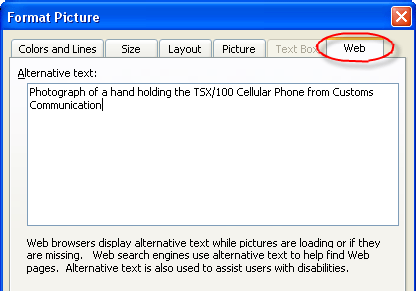 Format Picture
Colors and Lines Size Layout Picture Text Box Web
Alternative text:
Photograph of a hand holding the TSX/100 Cellular Phone from Customs
Communication
Web browsers display alternative text while pictures are loading or if they
are missing. Web search engines use alternative text to help find Web
pages. Alternative text is also used to assist users with disabilities.